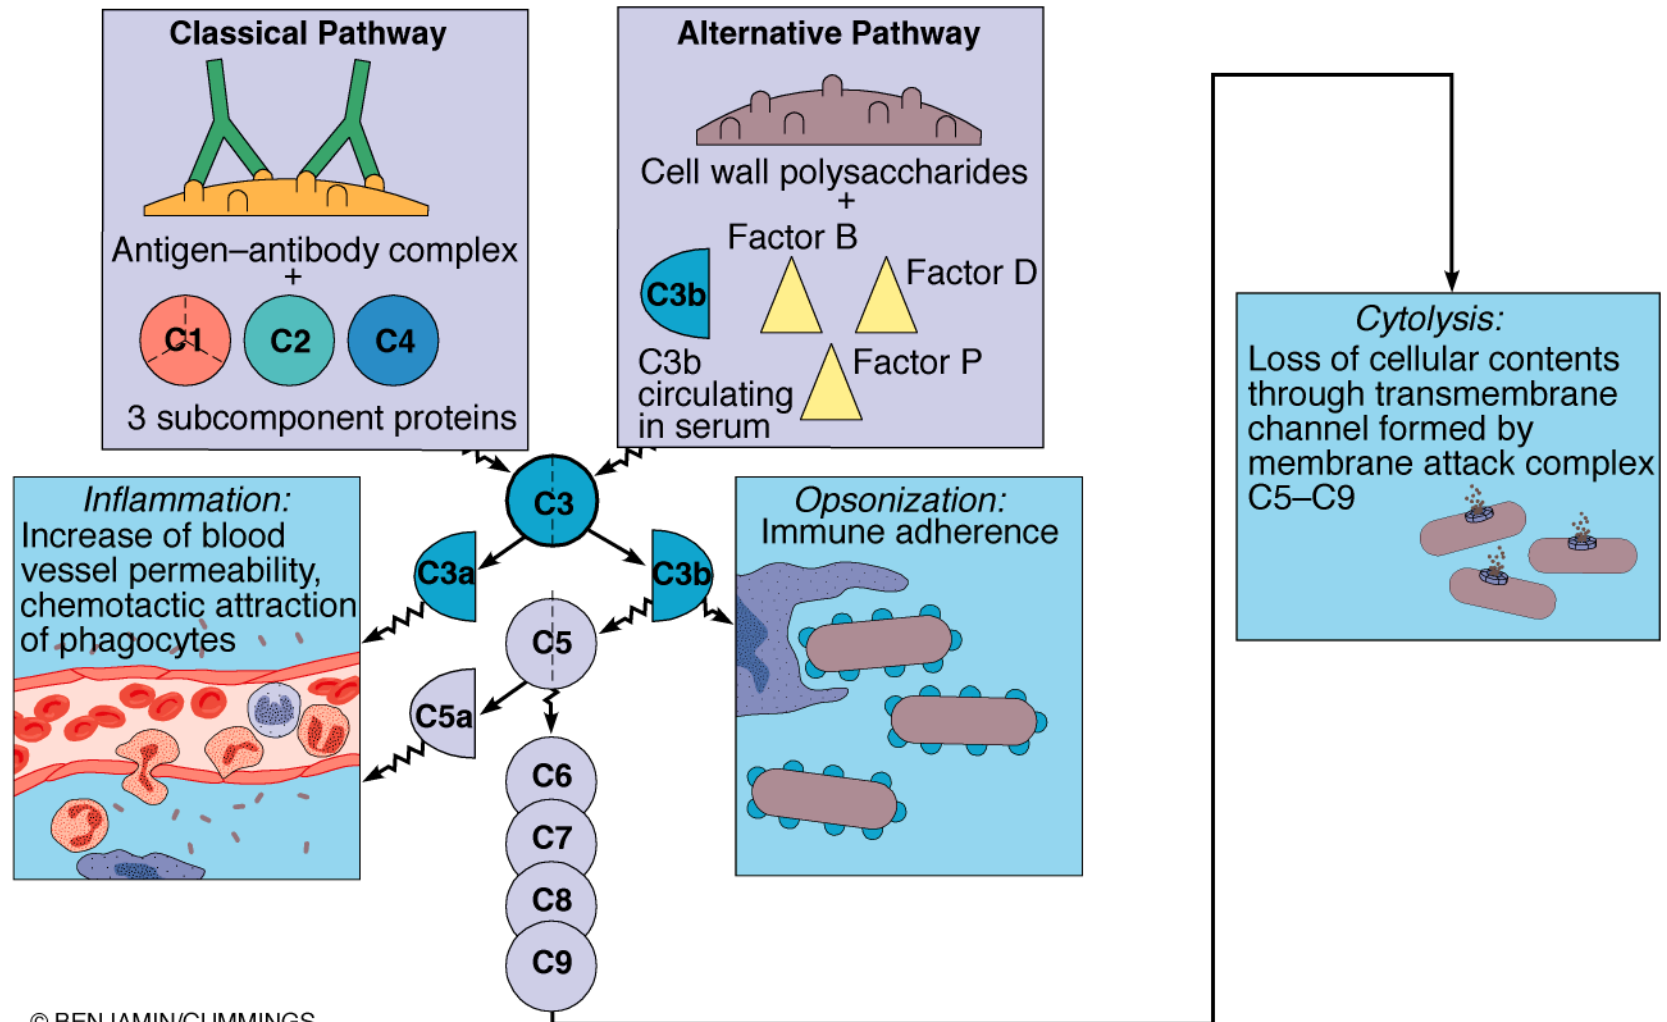 Classical Pathway
Antigen–antibody complex
+
C1
C2
C4
3 subcomponent proteins
Alternative Pathway
Cell wall polysaccharides
+
Factor B
Factor D
C3b
Factor P
C3b
circulating
in serum
C3
C3a
C3b
Inflammation:
Increase of blood
vessel permeability,
chemotactic attraction
of phagocytes
C5
C5a
C6
C7
C8
C9
Opsonization:
Immune adherence
Cytolysis:
Loss of cellular contents
through transmembrane
channel formed by
membrane attack complex
C5–C9
© BENJAMIN/CUMMINGS